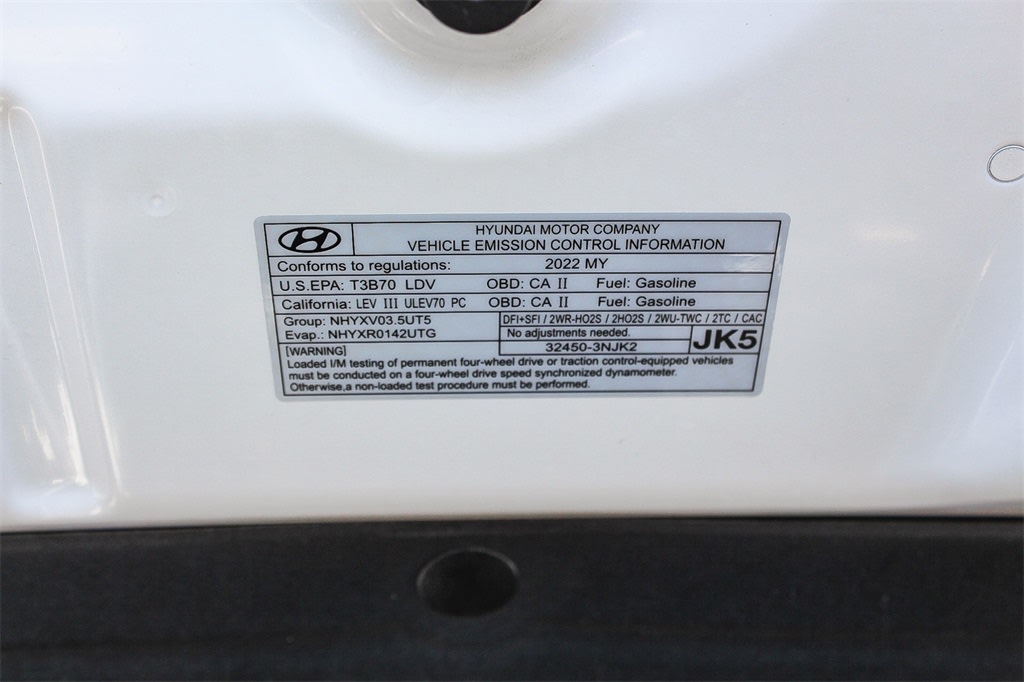 HYUNDAI MOTOR COMPANY
VEHICLE EMISSION CONTROL INFORMATION
Conforms to regulations: 2022 MY
U.S.EPA: T3B70 LDV OBD: CA II Fuel: Gasoline
California: LEV III ULEV70 PC OBD: CA II Fuel: Gasoline
Group: NHYXV03.5UT5
Evap.: NHYXR0142UTG
DFI+SFI / 2WR-HO2S / 2HO2S / 2WU-TWC / 2TC / CAC
No adjustments needed.
32450-3NJK2
JK5
[WARNING]
Loaded I/M testing of permanent four-wheel drive or traction control-equipped vehicles
must be conducted on a four-wheel drive speed synchronized dynamometer.
Otherwise,a non-loaded test procedure must be performed.